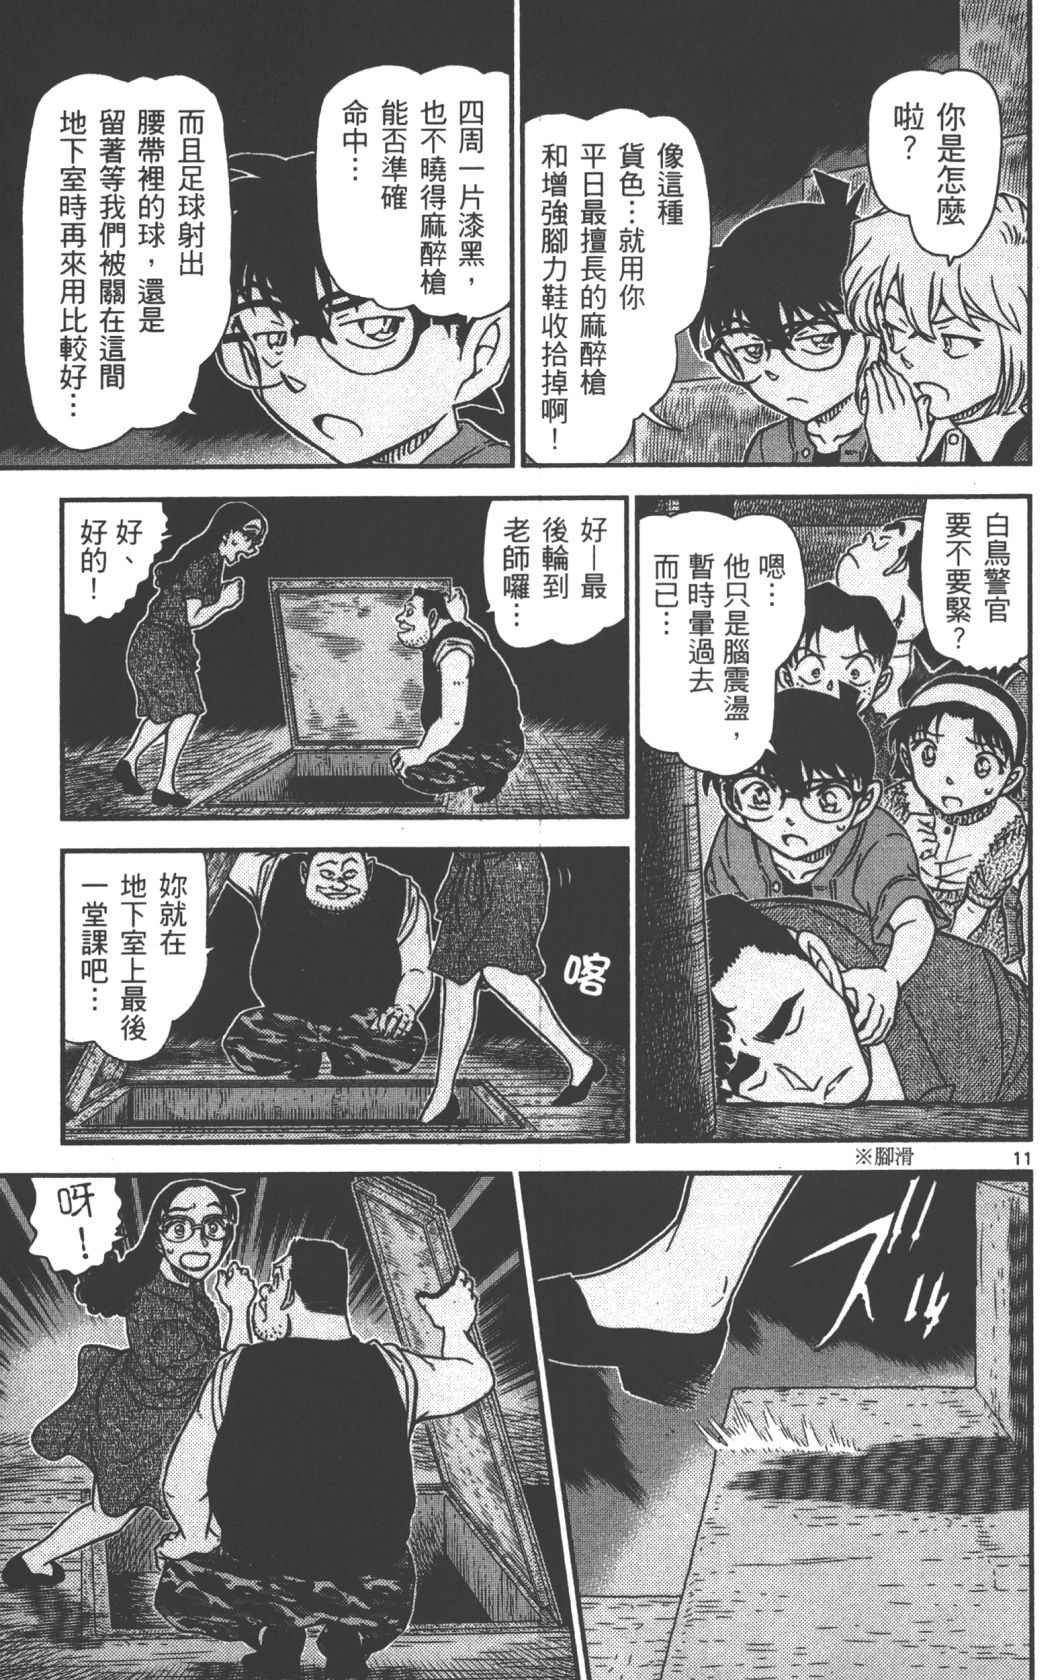 你是怎麼
啦？
像這種
貨色…就用你
平日最擅長的麻醉槍
和增強腳力鞋收拾掉啊！
四周一片漆黑，
也不曉得麻醉槍
能否準確
命中…
而且足球射出
腰帶裡的球，還是
留著等我們被關在這間
地下室時再來用比較好…
白鳥警官
要不要緊？
嗯…
他只是腦震盪，
暫時暈過去
而已…
好—最
後輪到
老師囉…
好、
好的！
妳就在
地下室上最後
一堂課吧…
喀
※腳滑
11
ズルッ
呀！